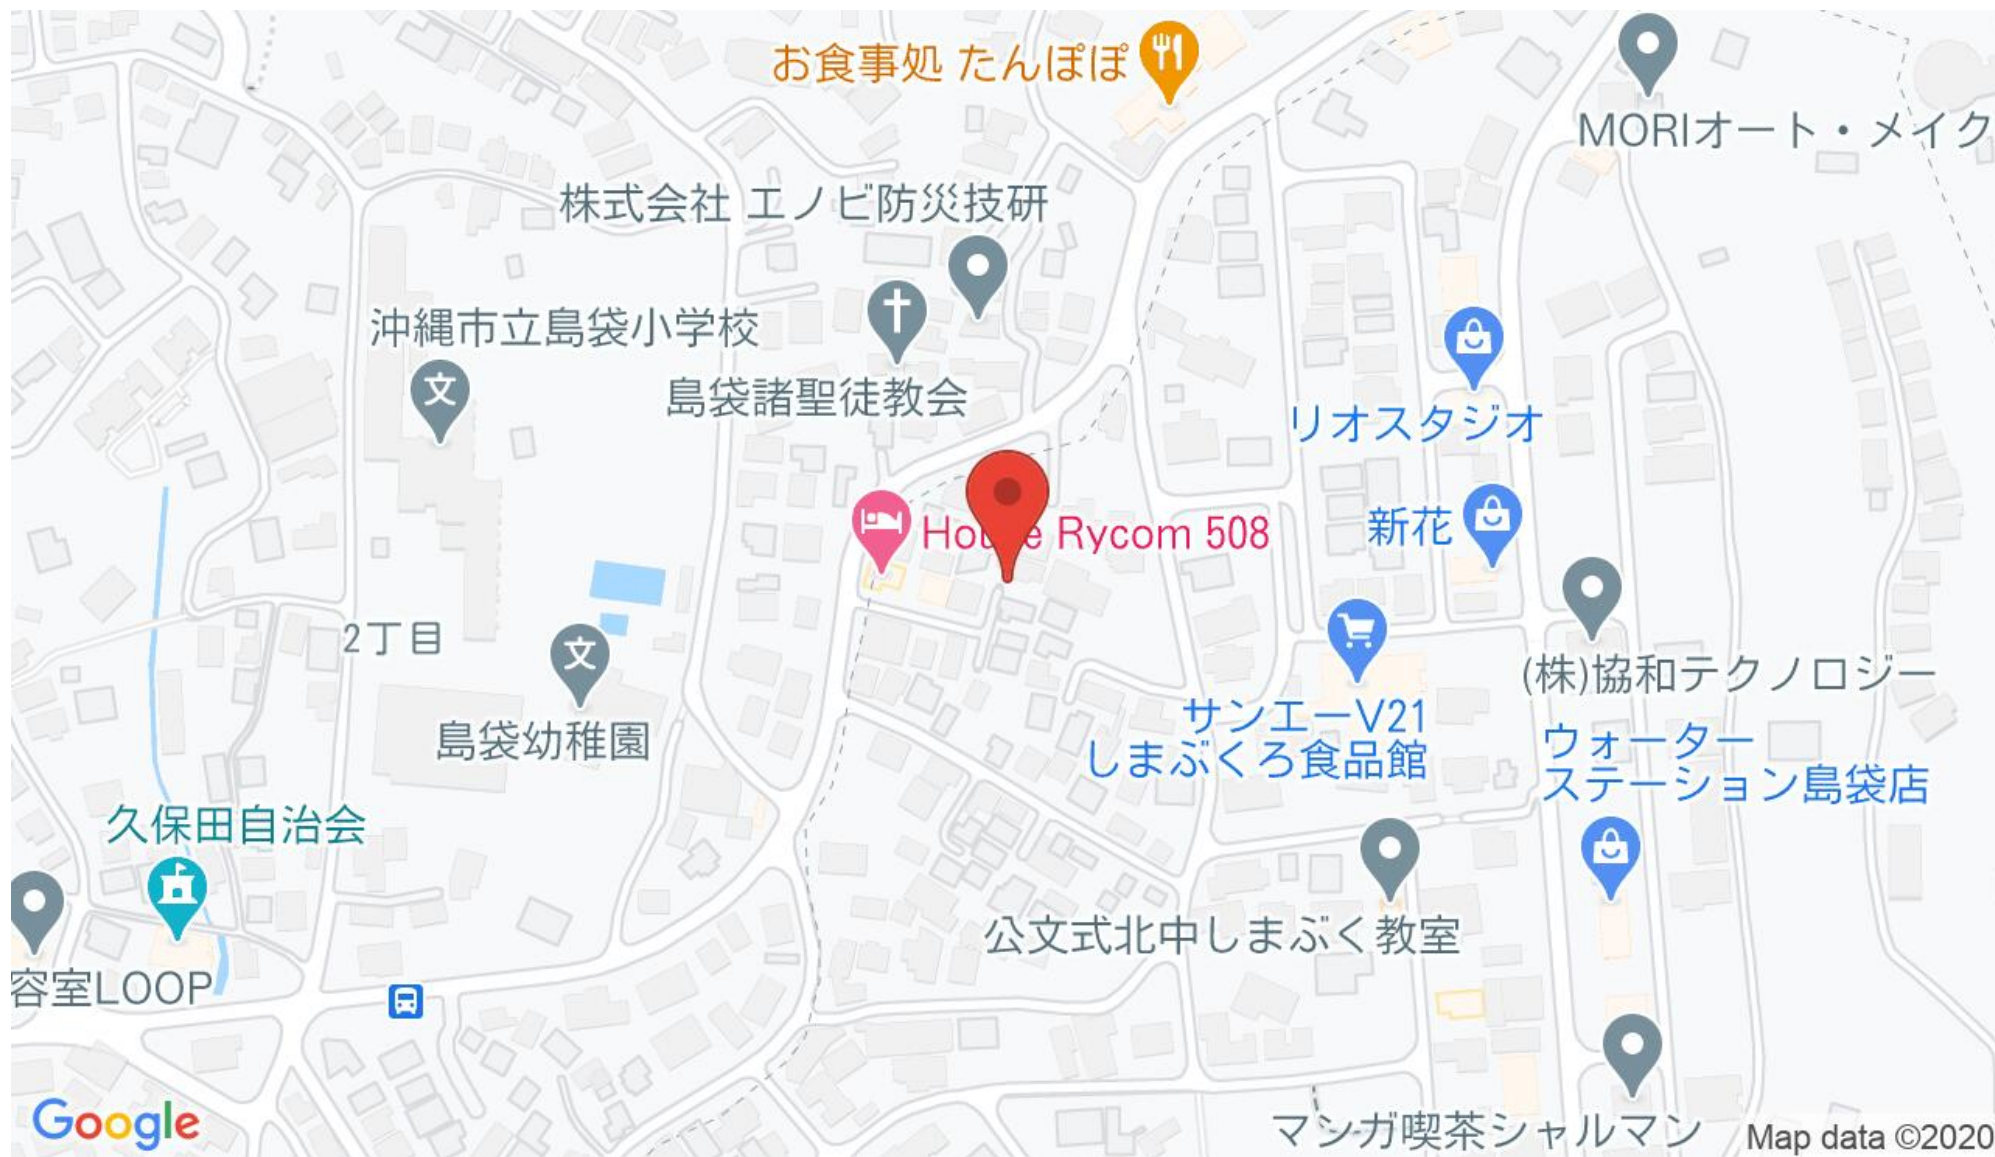 お食事処 たんぽぽ
MORIオート・メイク
株式会社 エノビ防災技研
沖縄市立島袋小学校
文
島袋諸聖徒教会
リオスタジオ
House Rycom 508
新花
2丁目
文
島袋幼稚園
(株)協和テクノロジー
サンエーV21
しまぶくろ食品館
ウォーター
ステーション島袋店
久保田自治会
公文式北中しまぶく教室
容室LOOP
マンガ喫茶シャルマン
Google
Map data ©2020